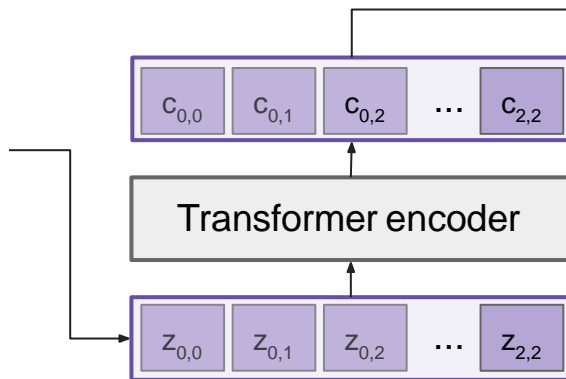 c0,0 c0,1 c0,2 ... c2,2
Transformer encoder
z0,0 z0,1 z0,2 ... z2,2